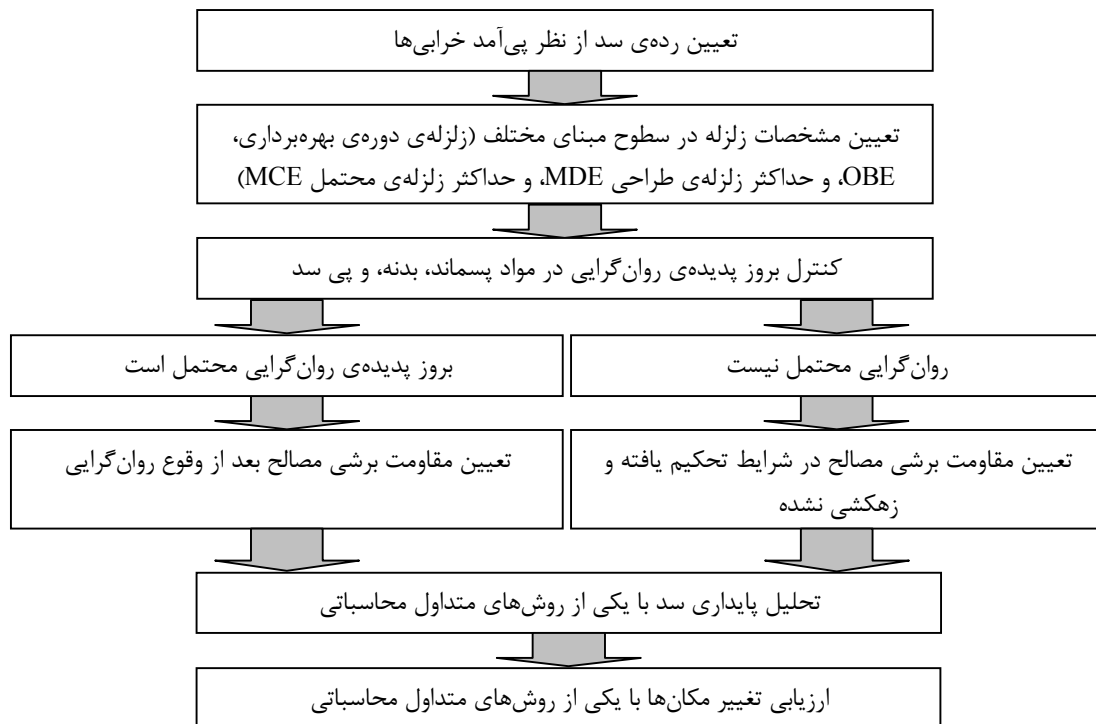 تعیین رده‌ی سد از نظر پی‌آمد خرابی‌ها
تعیین مشخصات زلزله در سطوح مبنای مختلف (زلزله‌ی دوره‌ی بهره‌برداری،
OBE، و حداکثر زلزله‌ی طراحی MDE، و حداکثر زلزله‌ی محتمل MCE)
کنترل بروز پدیده‌ی روان‌گرایی در مواد پسماند، بدنه، و پی سد
روان‌گرایی محتمل نیست
بروز پدیده‌ی روان‌گرایی محتمل است
تعیین مقاومت برشی مصالح در شرایط تحکیم یافته و
زهکشی نشده
تعیین مقاومت برشی مصالح بعد از وقوع روان‌گرایی
تحلیل پایداری سد با یکی از روش‌های متداول محاسباتی
ارزیابی تغییر مکان‌ها با یکی از روش‌های متداول محاسباتی